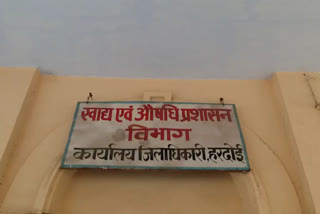 खाद्य एवं औषधि प्रशासन
विभाग
कार्यालय जिलाधिकारी, हरदोई